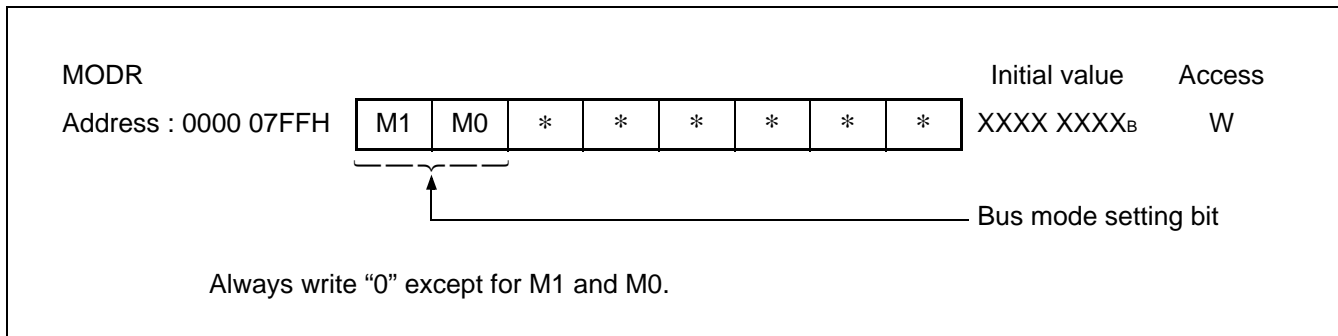 MODR Initial value Access
Address : 0000 07FFH M1 M0 * * * * * * XXXX XXXXB W
Bus mode setting bit
Always write “0” except for M1 and M0.